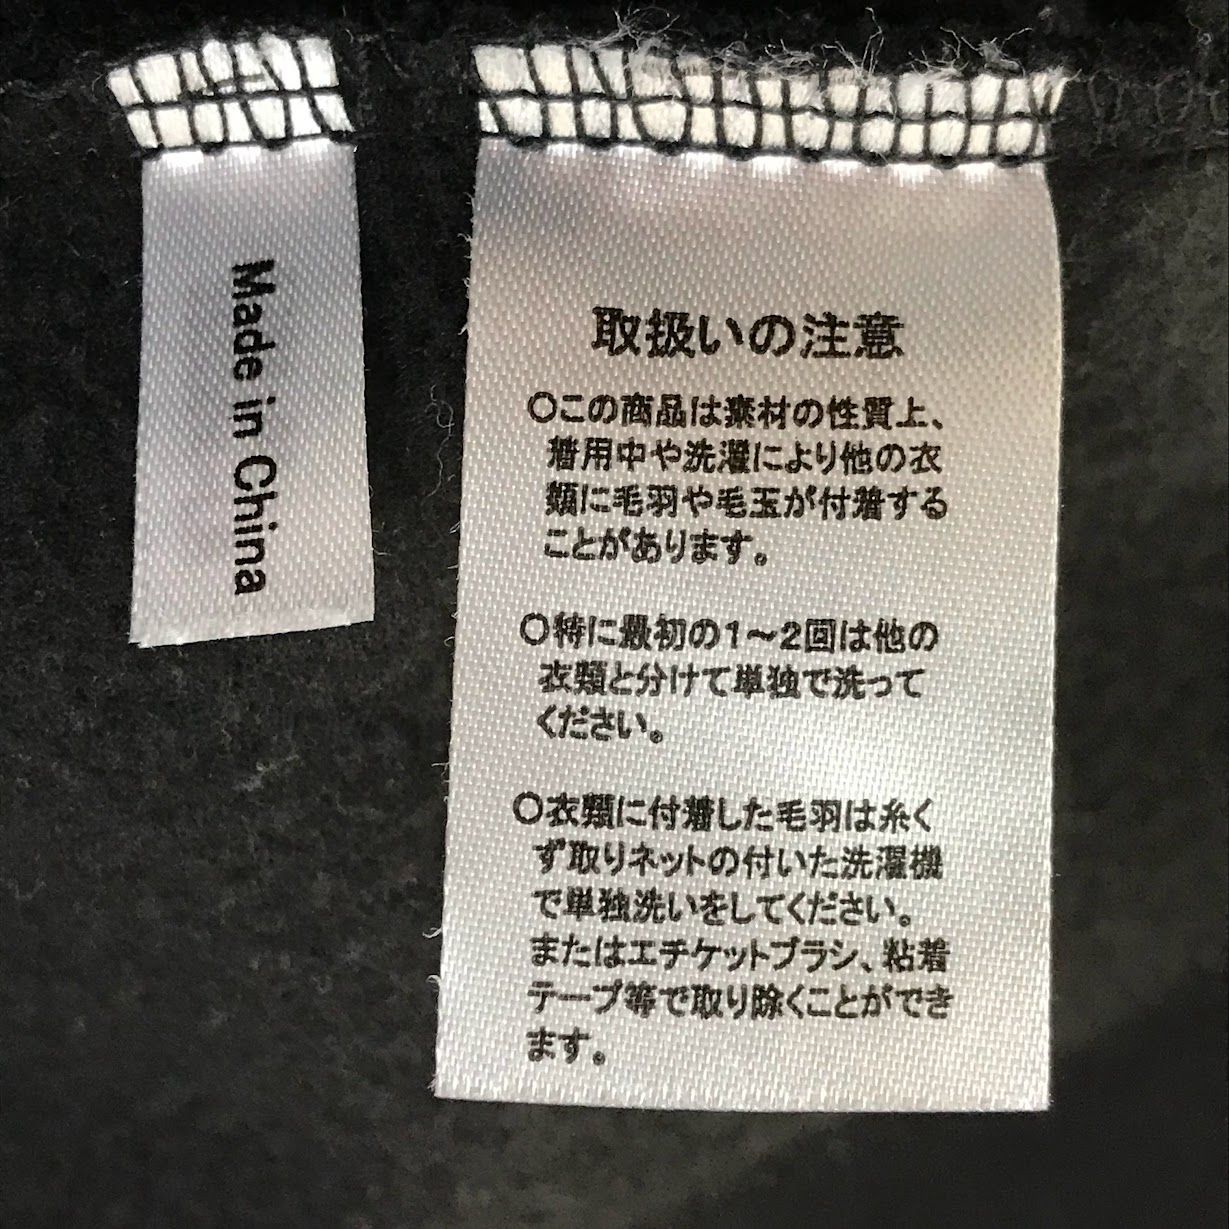 Made in China
取扱いの注意
○この商品は素材の性質上、
着用中や洗濯により他の衣
類に毛羽や毛玉が付着する
ことがあります。
○特に最初の1～2回は他の
衣類と分けて単独で洗って
ください。
○衣類に付着した毛羽は糸く
ず取りネットの付いた洗濯機
で単独洗いをしてください。
またはエチケットブラシ、粘着
テープ等で取り除くことができ
ます。